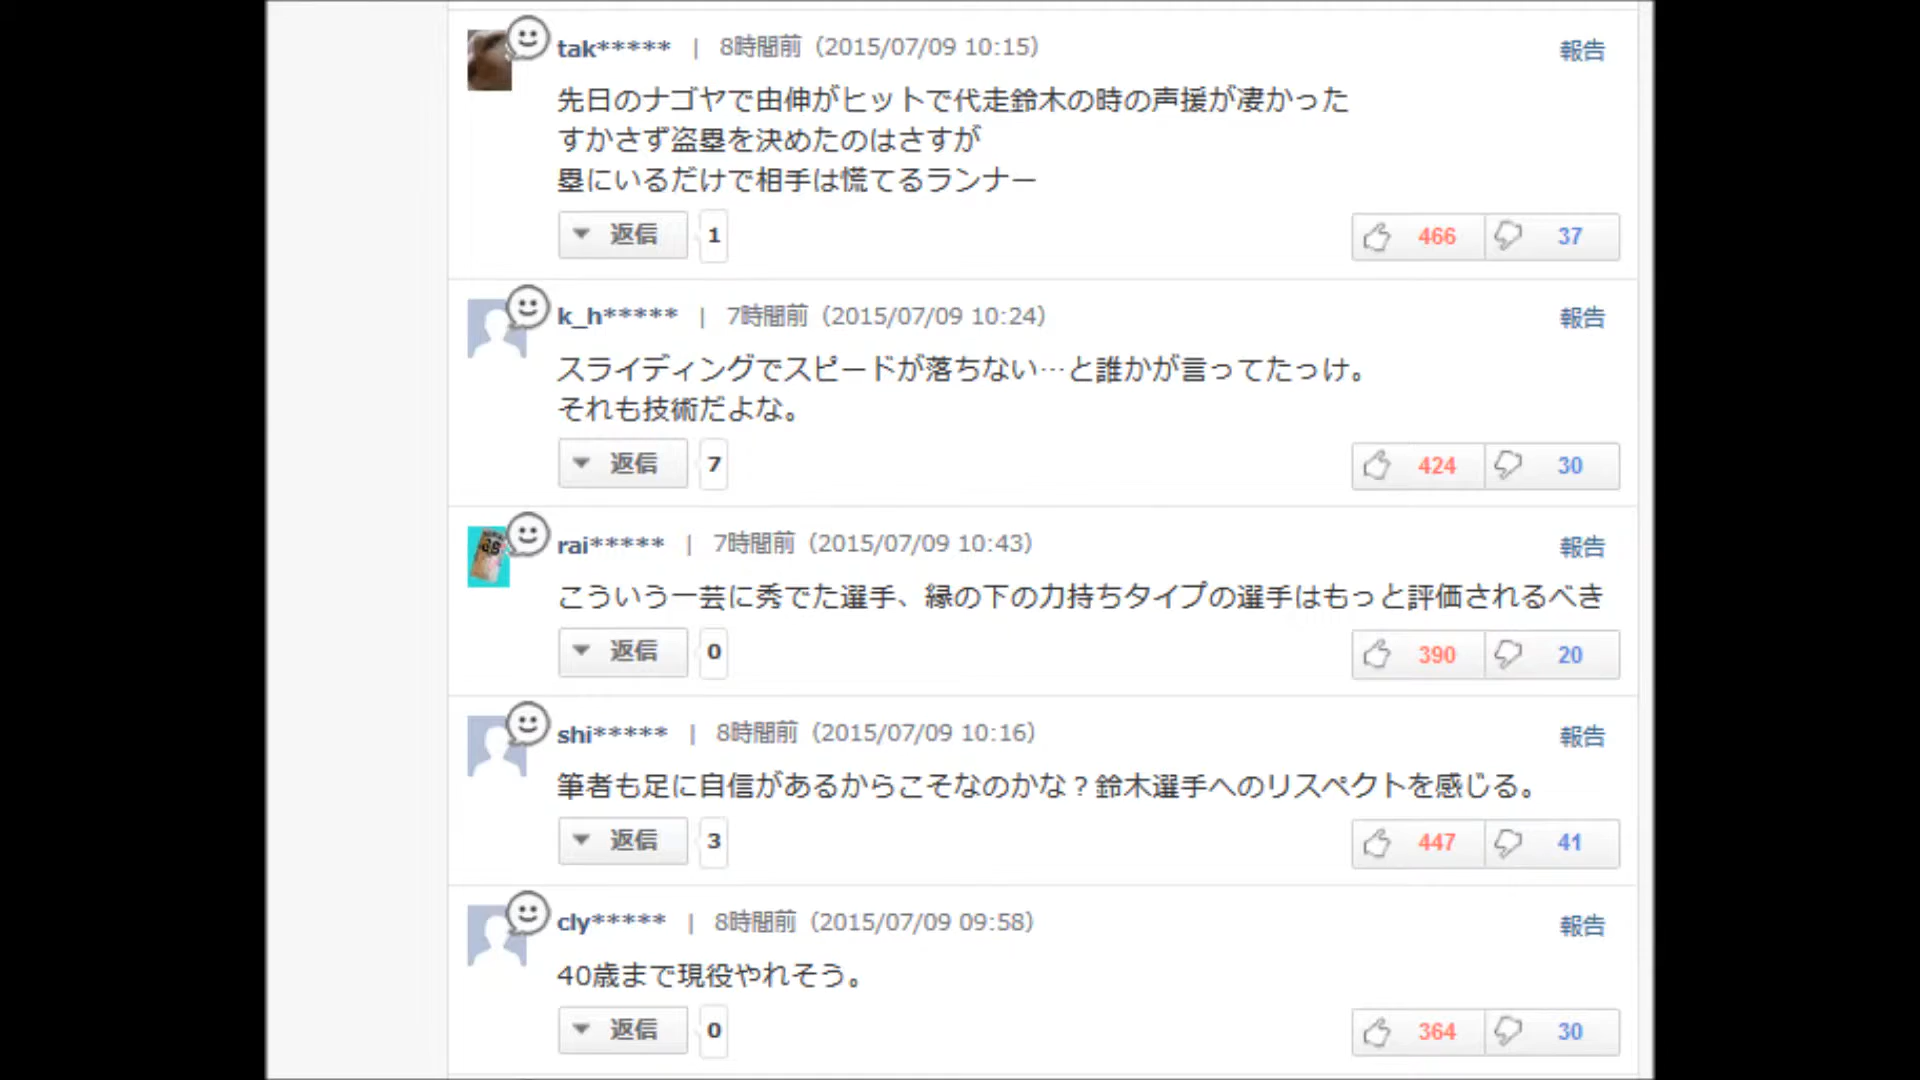 tak***** | 8時間前（2015/07/09 10:15） 報告
先日のナゴヤで由伸がヒットで代走鈴木の時の声援が凄かった
すかさず盗塁を決めたのはさすが
塁にいるだけで相手は慌てるランナー
返信 1 466 37
k_h***** | 7時間前（2015/07/09 10:24） 報告
スライディングでスピードが落ちない…と誰かが言ってたっけ。
それも技術だよな。
返信 7 424 30
rai***** | 7時間前（2015/07/09 10:43） 報告
こういう一芸に秀でた選手、縁の下の力持ちタイプの選手はもっと評価されるべき
返信 0 390 20
shi***** | 8時間前（2015/07/09 10:16） 報告
筆者も足に自信があるからこそなのかな？鈴木選手へのリスペクトを感じる。
返信 3 447 41
cly***** | 8時間前（2015/07/09 09:58） 報告
40歳まで現役やれそう。
返信 0 364 30